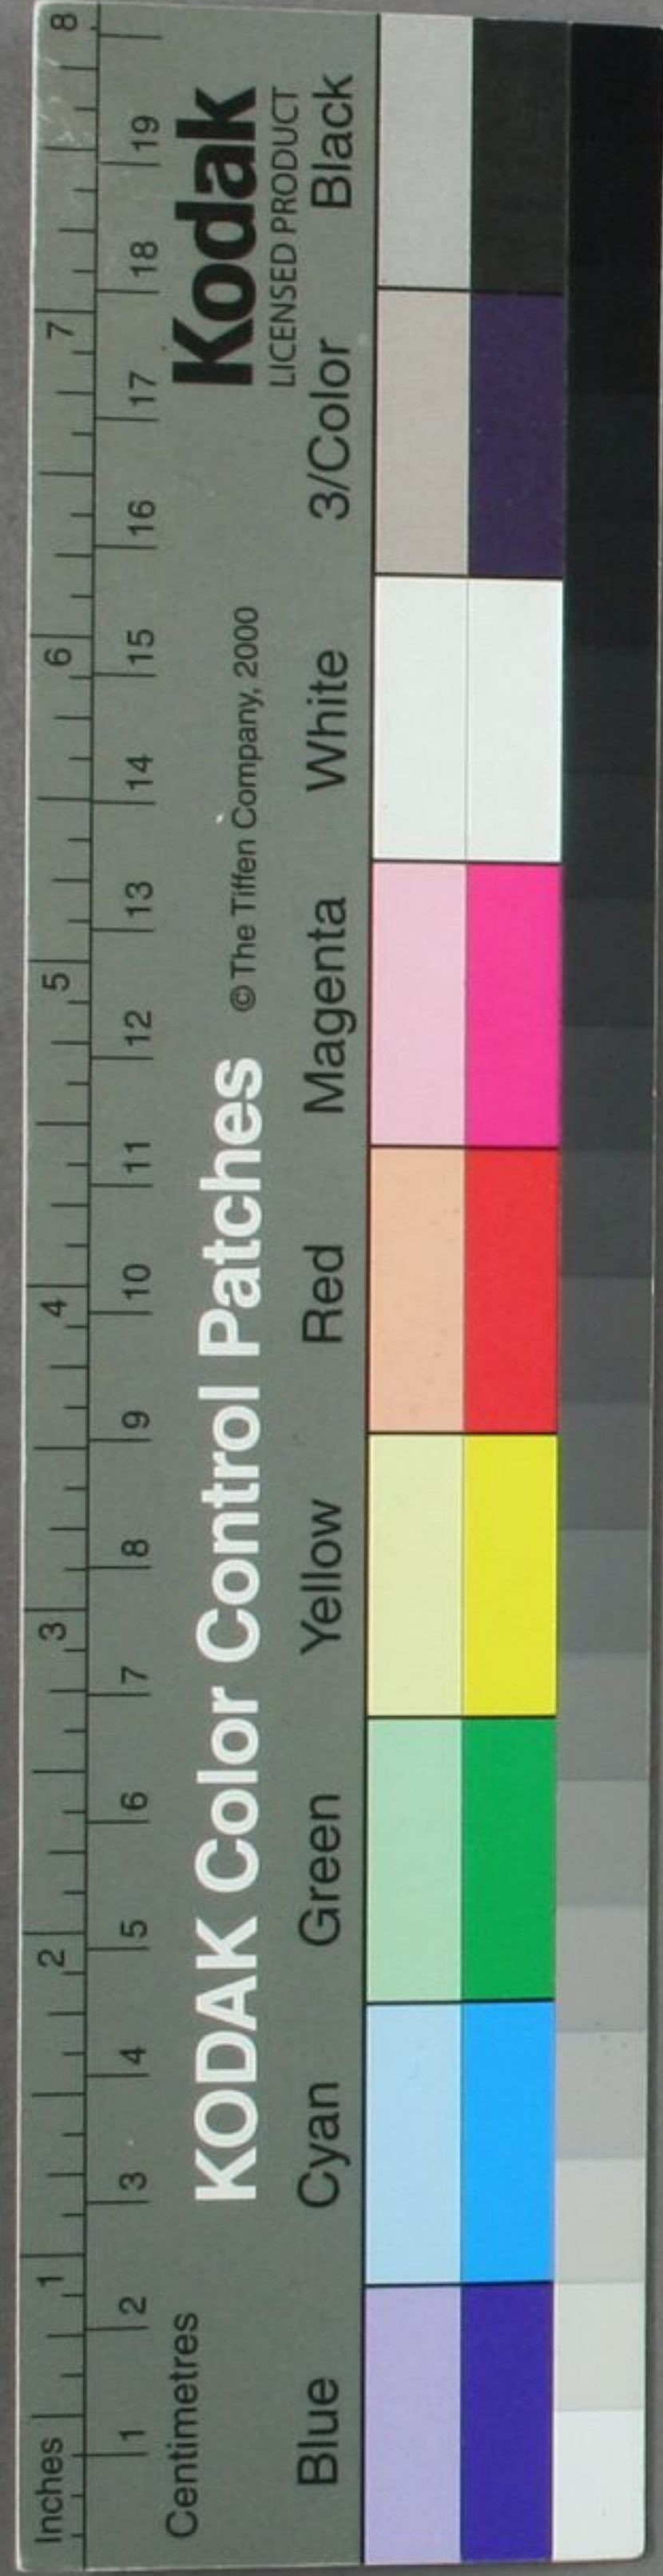 Inches 1 2 3 4 5 6 7 8
1 2 3 4 5 6 7 8 9 10 11 12 13 14 15 16 17 18 19
Centimetres
KODAK Color Control Patches © The Tiffen Company, 2000
Kodak
LICENSED PRODUCT
Blue Cyan Green Yellow Red Magenta White 3/Color Black